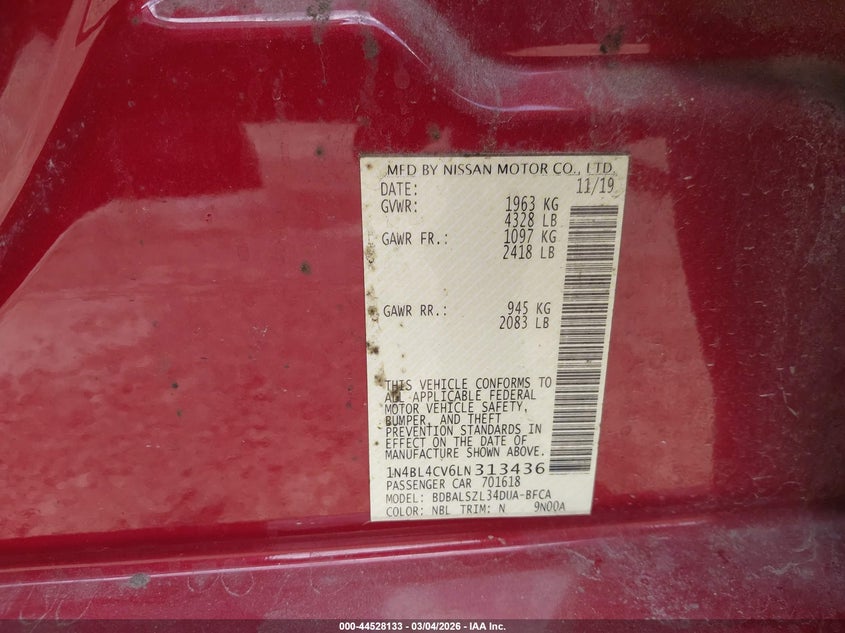 MFD BY NISSAN MOTOR CO., LTD.
DATE: 11/19
GVWR: 1963 KG
4328 LB
GAWR FR.: 1097 KG
2418 LB
GAWR RR.: 945 KG
2083 LB
THIS VEHICLE CONFORMS TO
ALL APPLICABLE FEDERAL
MOTOR VEHICLE SAFETY,
BUMPER, AND THEFT
PREVENTION STANDARDS IN
EFFECT ON THE DATE OF
MANUFACTURE SHOWN ABOVE.
1N4BL4CV6LN313436
PASSENGER CAR 701618
MODEL: BDBALSZL34DUA-BFCA
COLOR: NBL TRIM: N 9N00A
000-44528133 — 03/04/2026 — IAA Inc.